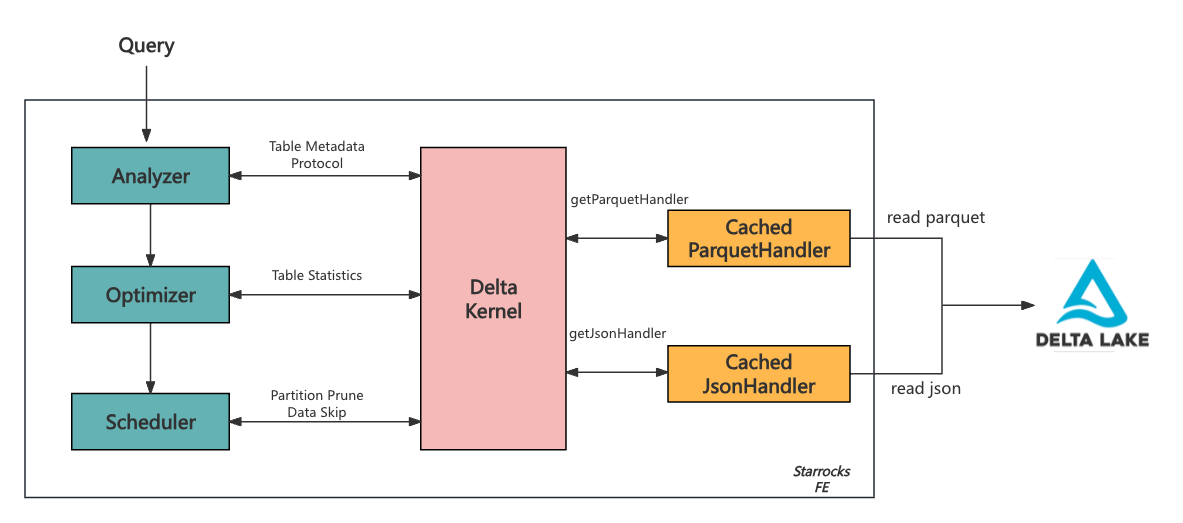 Query
Analyzer
Table Metadata
Protocol
Optimizer
Table Statistics
Scheduler
Partition Prune
Data Skip
Delta
Kernel
getParquetHandler
Cached
ParquetHandler
getJsonHandler
Cached
JsonHandler
read parquet
read json
DELTA LAKE
Starrocks
FE